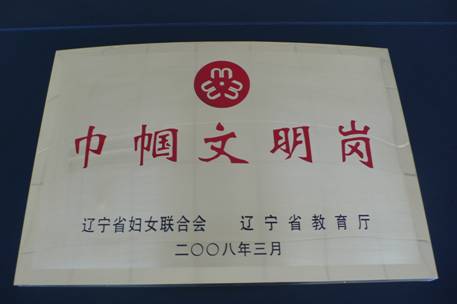 巾帼文明岗
辽宁省妇女联合会 辽宁省教育厅
二〇〇八年三月